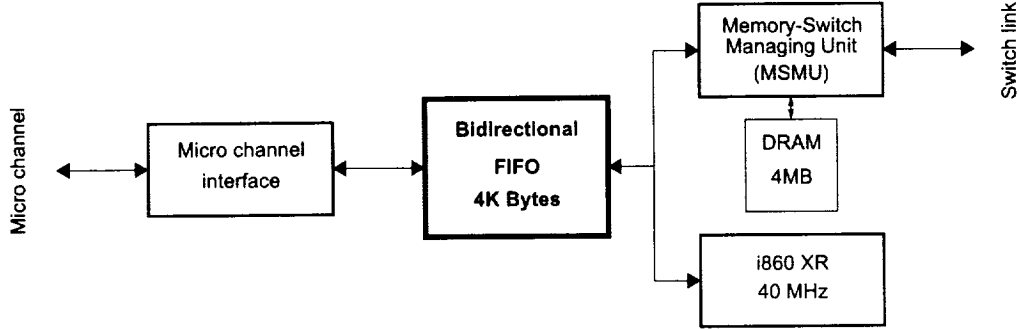 Micro channel
Micro channel
interface
Bidirectional
FIFO
4K Bytes
Memory-Switch
Managing Unit
(MSMU)
DRAM
4MB
i860 XR
40 MHz
Switch link